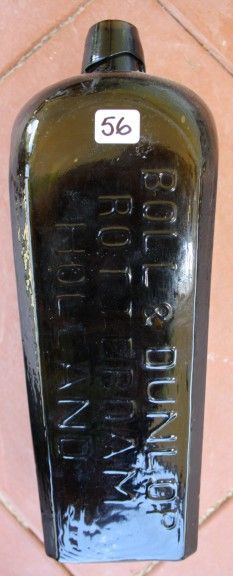 56
BOLL & DUNLOP
ROTTERDAM
HOLLAND